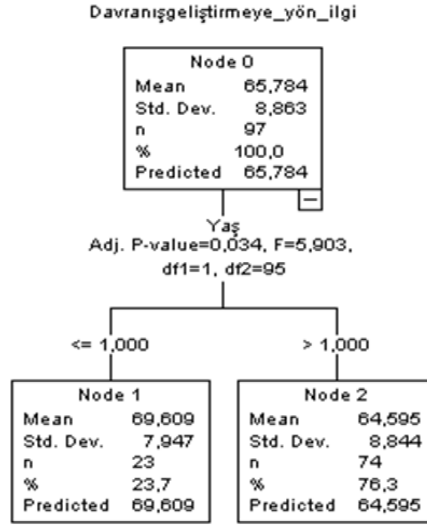 Davranışgeliştirmeye_yön_ilgi
Node 0
Mean 65,784
Std. Dev. 8,863
n 97
% 100,0
Predicted 65,784
Yaş
Adj. P-value=0,034, F=5,903,
df1=1, df2=95
<= 1,000
> 1,000
Node 1
Mean 69,609
Std. Dev. 7,947
n 23
% 23,7
Predicted 69,609
Node 2
Mean 64,595
Std. Dev. 8,844
n 74
% 76,3
Predicted 64,595